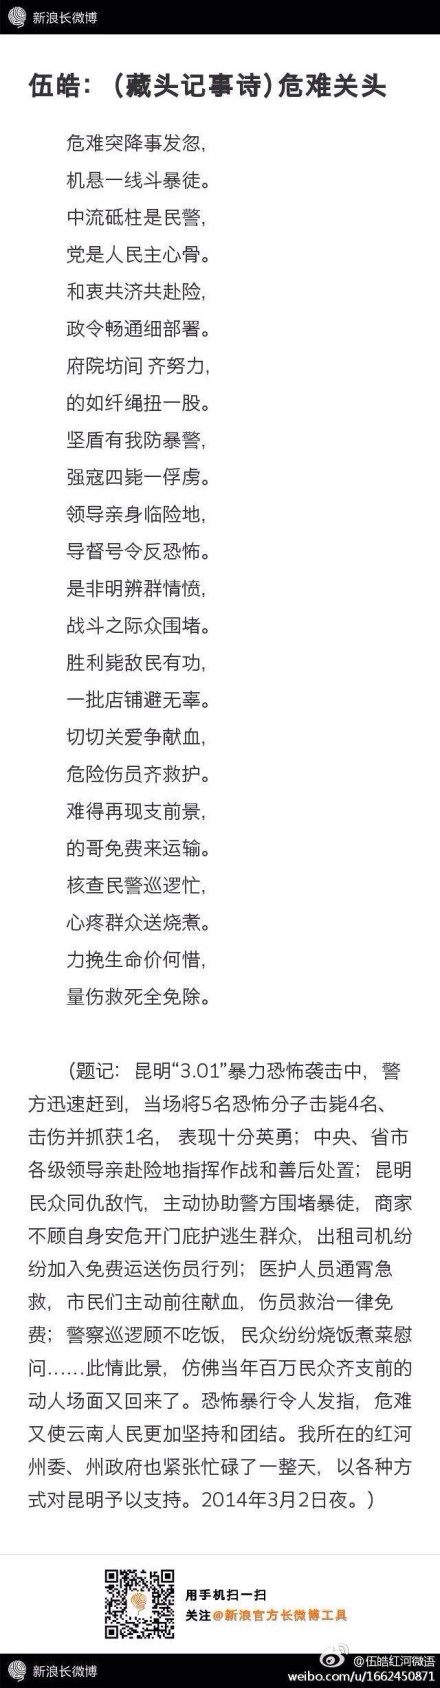 新浪长微博
伍皓：（藏头记事诗）危难关头
危难突降事发忽，
机悬一线斗暴徒。
中流砥柱是民警，
党是人民主心骨。
和衷共济共赴险，
政令畅通细部署。
府院坊间 齐努力，
的如纤绳扭一股。
坚盾有我防暴警，
强寇四毙一俘虏。
领导亲身临险地，
导督号令反恐怖。
是非明辨群情愤，
战斗之际众围堵。
胜利毙敌民有功，
一批店铺避无辜。
切切关爱争献血，
危险伤员齐救护。
难得再现支前景，
的哥免费来运输。
核查民警巡逻忙，
心疼群众送烧煮。
力挽生命价何惜，
量伤救死全免除。
（题记：昆明“3.01”暴力恐怖袭击中，警
方迅速赶到，当场将5名恐怖分子击毙4名、
击伤并抓获1名， 表现十分英勇；中央、省市
各级领导亲赴险地指挥作战和善后处置；昆明
民众同仇敌忾，主动协助警方围堵暴徒，商家
不顾自身安危开门庇护逃生群众，出租司机纷
纷加入免费运送伤员行列；医护人员通宵急
救，市民们主动前往献血，伤员救治一律免
费；警察巡逻顾不吃饭，民众纷纷烧饭煮菜慰
问……此情此景，仿佛当年百万民众齐支前的
动人场面又回来了。恐怖暴行令人发指，危难
又使云南人民更加坚持和团结。我所在的红河
州委、州政府也紧张忙碌了一整天，以各种方
式对昆明予以支持。2014年3月2日夜。）
用手机扫一扫
关注@新浪官方长微博工具
新浪长微博
@伍皓红河微语
weibo.com/u/1662450871